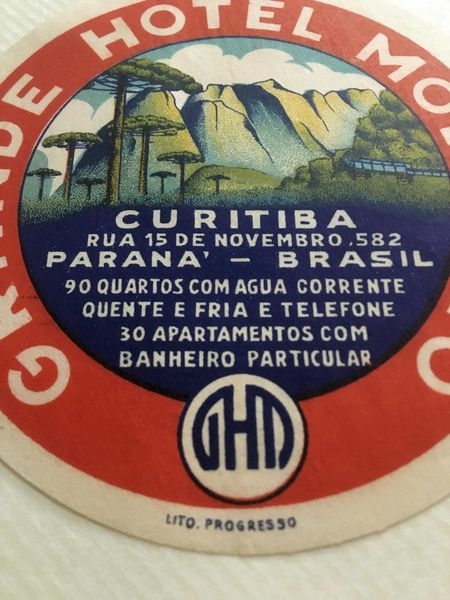 GRANDE HOTEL MO
CURITIBA
RUA 15 DE NOVEMBRO .582
PARANA' — BRASIL
90 QUARTOS COM AGUA CORRENTE
QUENTE E FRIA E TELEFONE
30 APARTAMENTOS COM
BANHEIRO PARTICULAR
GHM
LITO. PROGRESSO